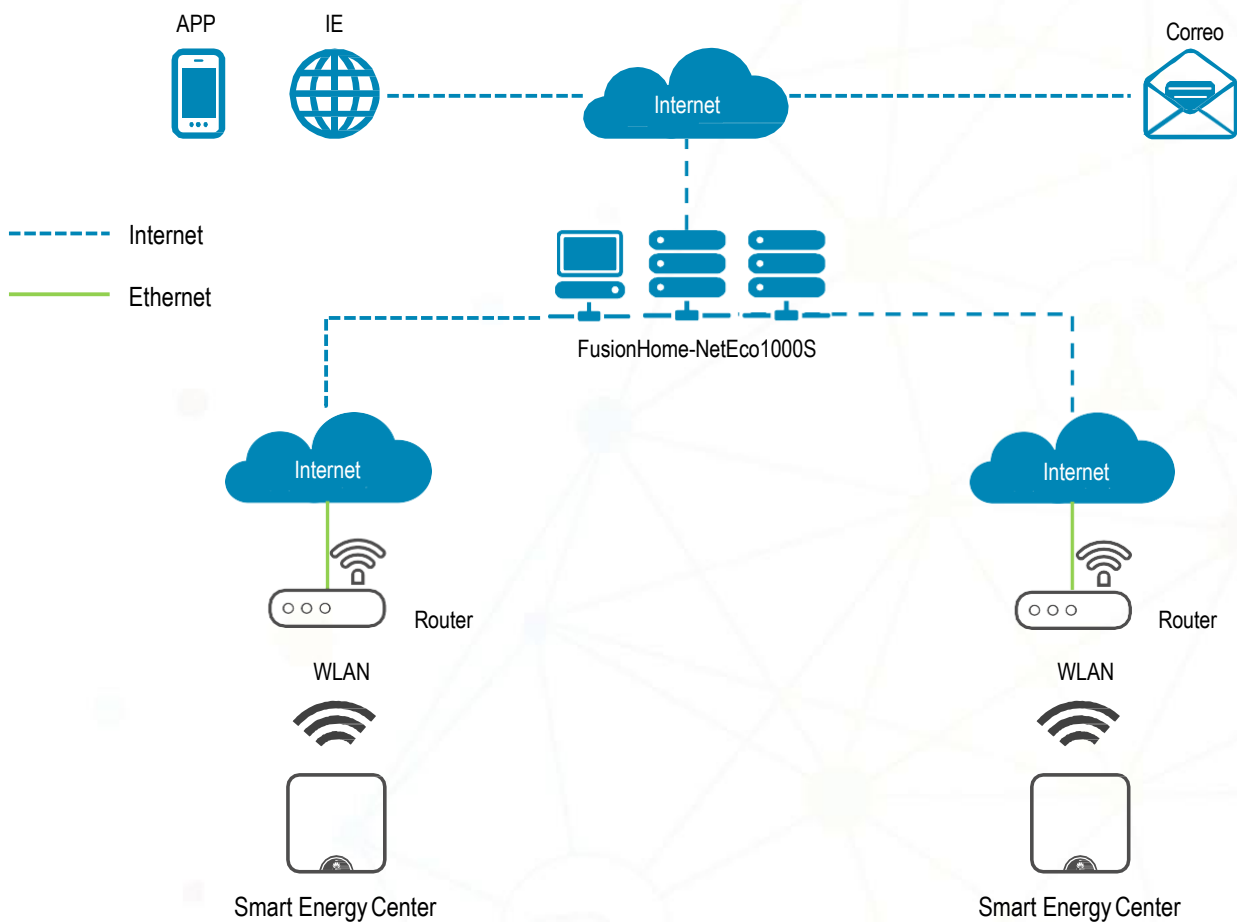 APP
IE
Correo
Internet
Internet
Ethernet
FusionHome-NetEco1000S
Internet
Internet
Router
Router
WLAN
WLAN
Smart Energy Center
Smart Energy Center